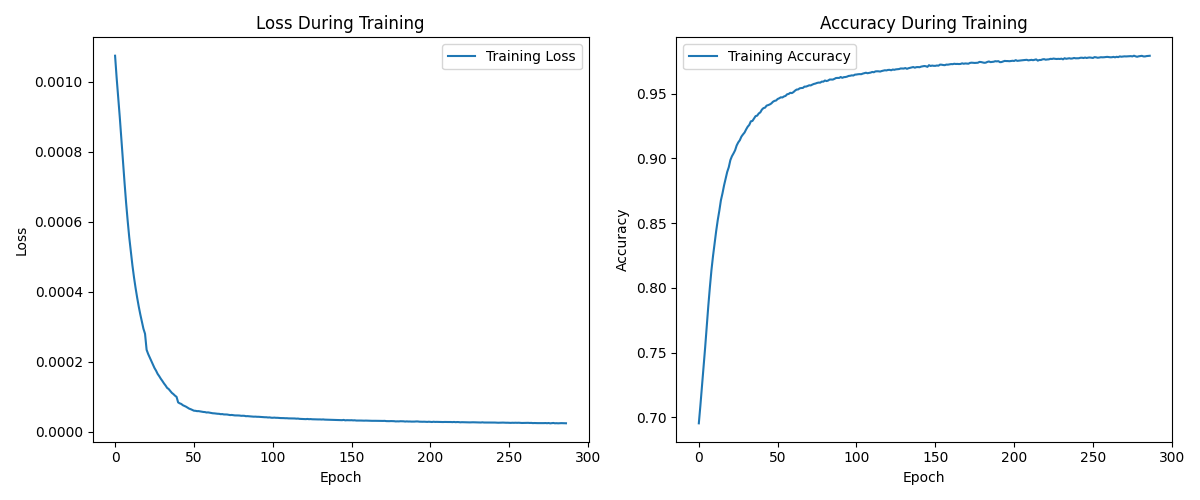 Loss During Training
Training Loss
0.0010
0.0008
0.0006
0.0004
0.0002
0.0000
Loss
0 50 100 150 200 250 300
Epoch
Accuracy During Training
Training Accuracy
0.95
0.90
0.85
0.80
0.75
0.70
Accuracy
0 50 100 150 200 250 300
Epoch